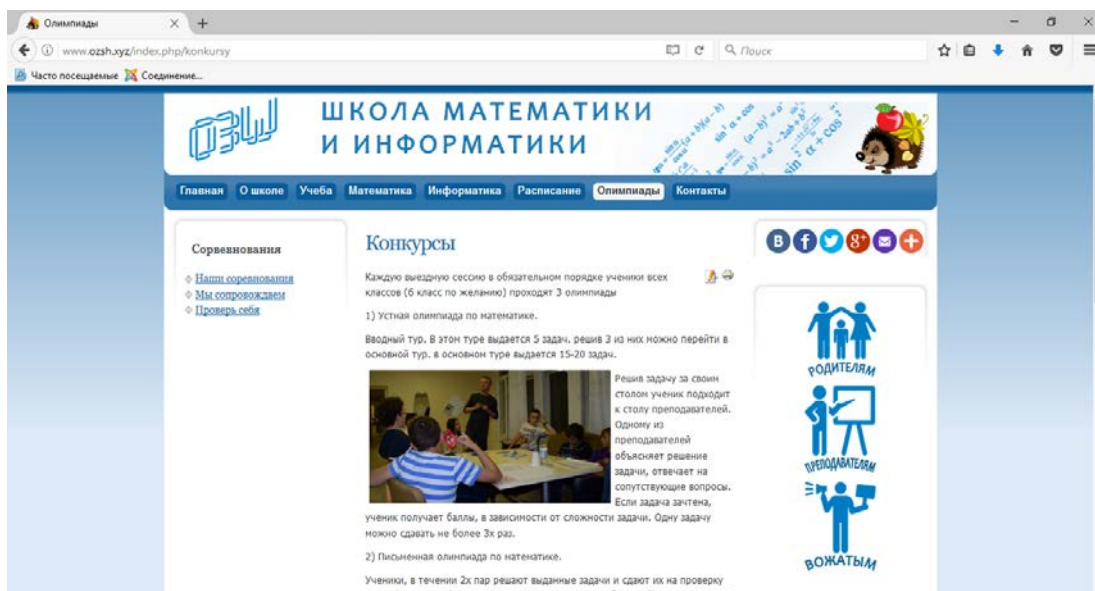 Олимпиады
www.ozsh.xyz/index.php/konkursy
Поиск
Часто посещаемые Соединение...
ОЗШ
ШКОЛА МАТЕМАТИКИ
И ИНФОРМАТИКИ
Главная О школе Учеба Математика Информатика Расписание Олимпиады Контакты
Сорвевнования
Наши соревнования
Мы сопровождаем
Проверь себя
Конкурсы
Каждую выездную сессию в обязательном порядке ученики всех
классов (6 класс по желанию) проходят 3 олимпиады
1) Устная олимпиада по математике.
Вводный тур. В этом туре выдается 5 задач. решив 3 из них можно перейти в
основной тур. в основном туре выдается 15-20 задач.
Решив задачу за своим
столом ученик подходит
к столу преподавателей.
Одному из
преподавателей
объясняет решение
задачи, отвечает на
сопутствующие вопросы.
Если задача зачтена,
ученик получает баллы, в зависимости от сложности задачи. Одну задачу
можно сдавать не более 3х раз.
2) Письменная олимпиада по математике.
Ученики, в течении 2х пар решают выданные задачи и сдают их на проверку
РОДИТЕЛЯМ
ПРЕПОДАВАТЕЛЯМ
ВОЖАТЫМ